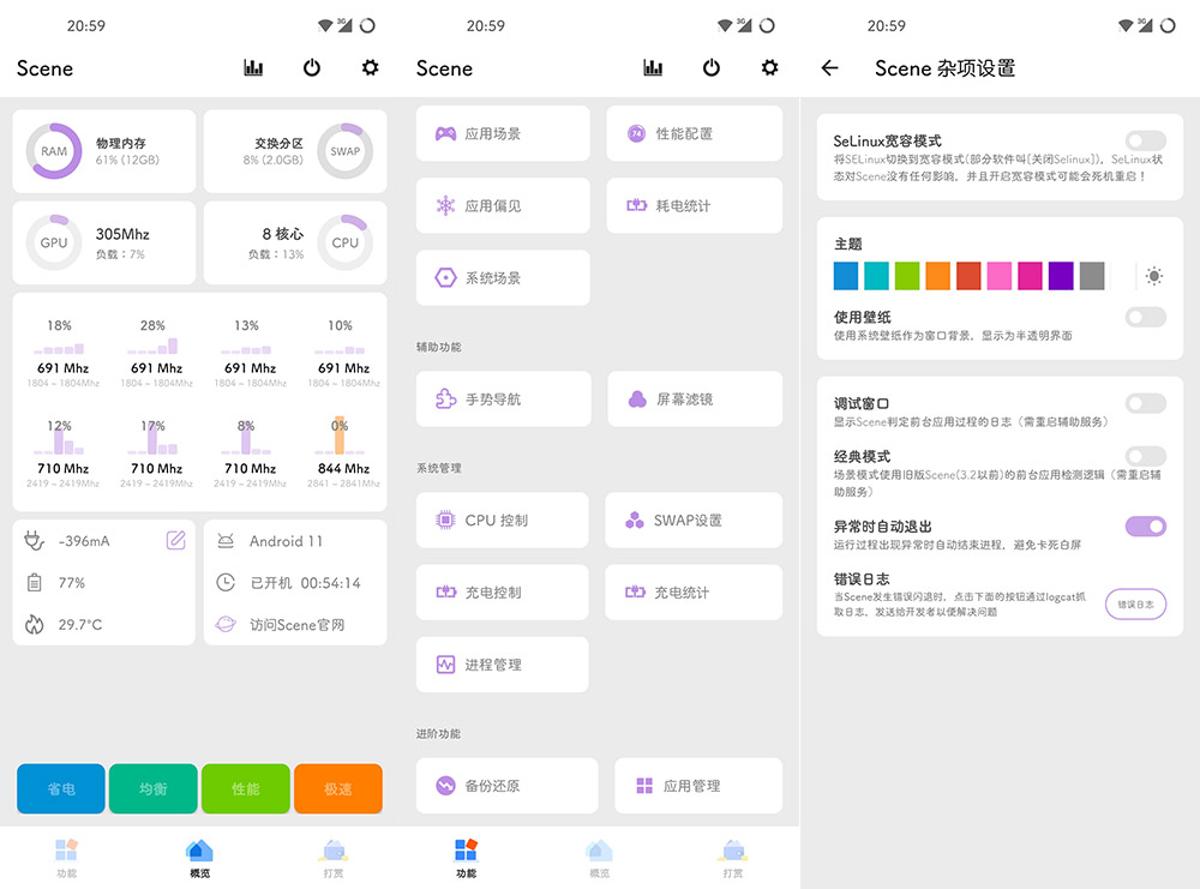 20:59
3G
Scene
RAM
物理内存
61% (12GB)
交换分区
8% (2.0GB)
SWAP
GPU
305Mhz
负载：7%
8 核心
负载：13%
CPU
18% 28% 13% 10%
691 Mhz 691 Mhz 691 Mhz 691 Mhz
1804 ~ 1804Mhz 1804 ~ 1804Mhz 1804 ~ 1804Mhz 1804 ~ 1804Mhz
12% 17% 8% 0%
710 Mhz 710 Mhz 710 Mhz 844 Mhz
2419 ~ 2419Mhz 2419 ~ 2419Mhz 2419 ~ 2419Mhz 2841 ~ 2841Mhz
-396mA
77%
29.7°C
Android 11
已开机 00:54:14
访问Scene官网
省电 均衡 性能 极速
功能 概览 打赏
20:59
3G
Scene
应用场景
74
性能配置
应用偏见
耗电统计
系统场景
辅助功能
手势导航
屏幕滤镜
系统管理
CPU 控制
SWAP设置
充电控制
充电统计
进程管理
进阶功能
备份还原
应用管理
功能 概览 打赏
20:59
3G
Scene 杂项设置
SeLinux宽容模式
将SELinux切换到宽容模式(部分软件叫[关闭Selinux])，SeLinux状
态对Scene没有任何影响，并且开启宽容模式可能会死机重启！
主题
使用壁纸
使用系统壁纸作为窗口背景，显示为半透明界面
调试窗口
显示Scene判定前台应用过程的日志（需重启辅助服务）
经典模式
场景模式使用旧版Scene(3.2以前)的前台应用检测逻辑（需重启辅
助服务）
异常时自动退出
运行过程出现异常时自动结束进程，避免卡死白屏
错误日志
当Scene发生错误闪退时，点击下面的按钮通过logcat抓
取日志，发送给开发者以便解决问题
错误日志